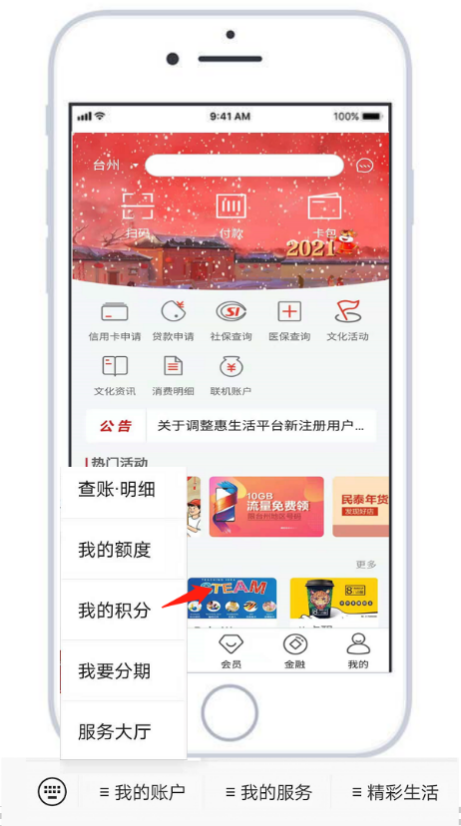 9:41 AM 100%
台州
扫码 付款 卡包
2021
信用卡申请 贷款申请 社保查询 医保查询 文化活动
文化资讯 消费明细 联机账户
公告 关于调整惠生活平台新注册用户...
热门活动
查账·明细
10GB
流量免费领
民泰年货
发现好店
我的额度
更多
我的积分
STEAM
我要分期
会员 金融 我的
服务大厅
我的账户 我的服务 精彩生活